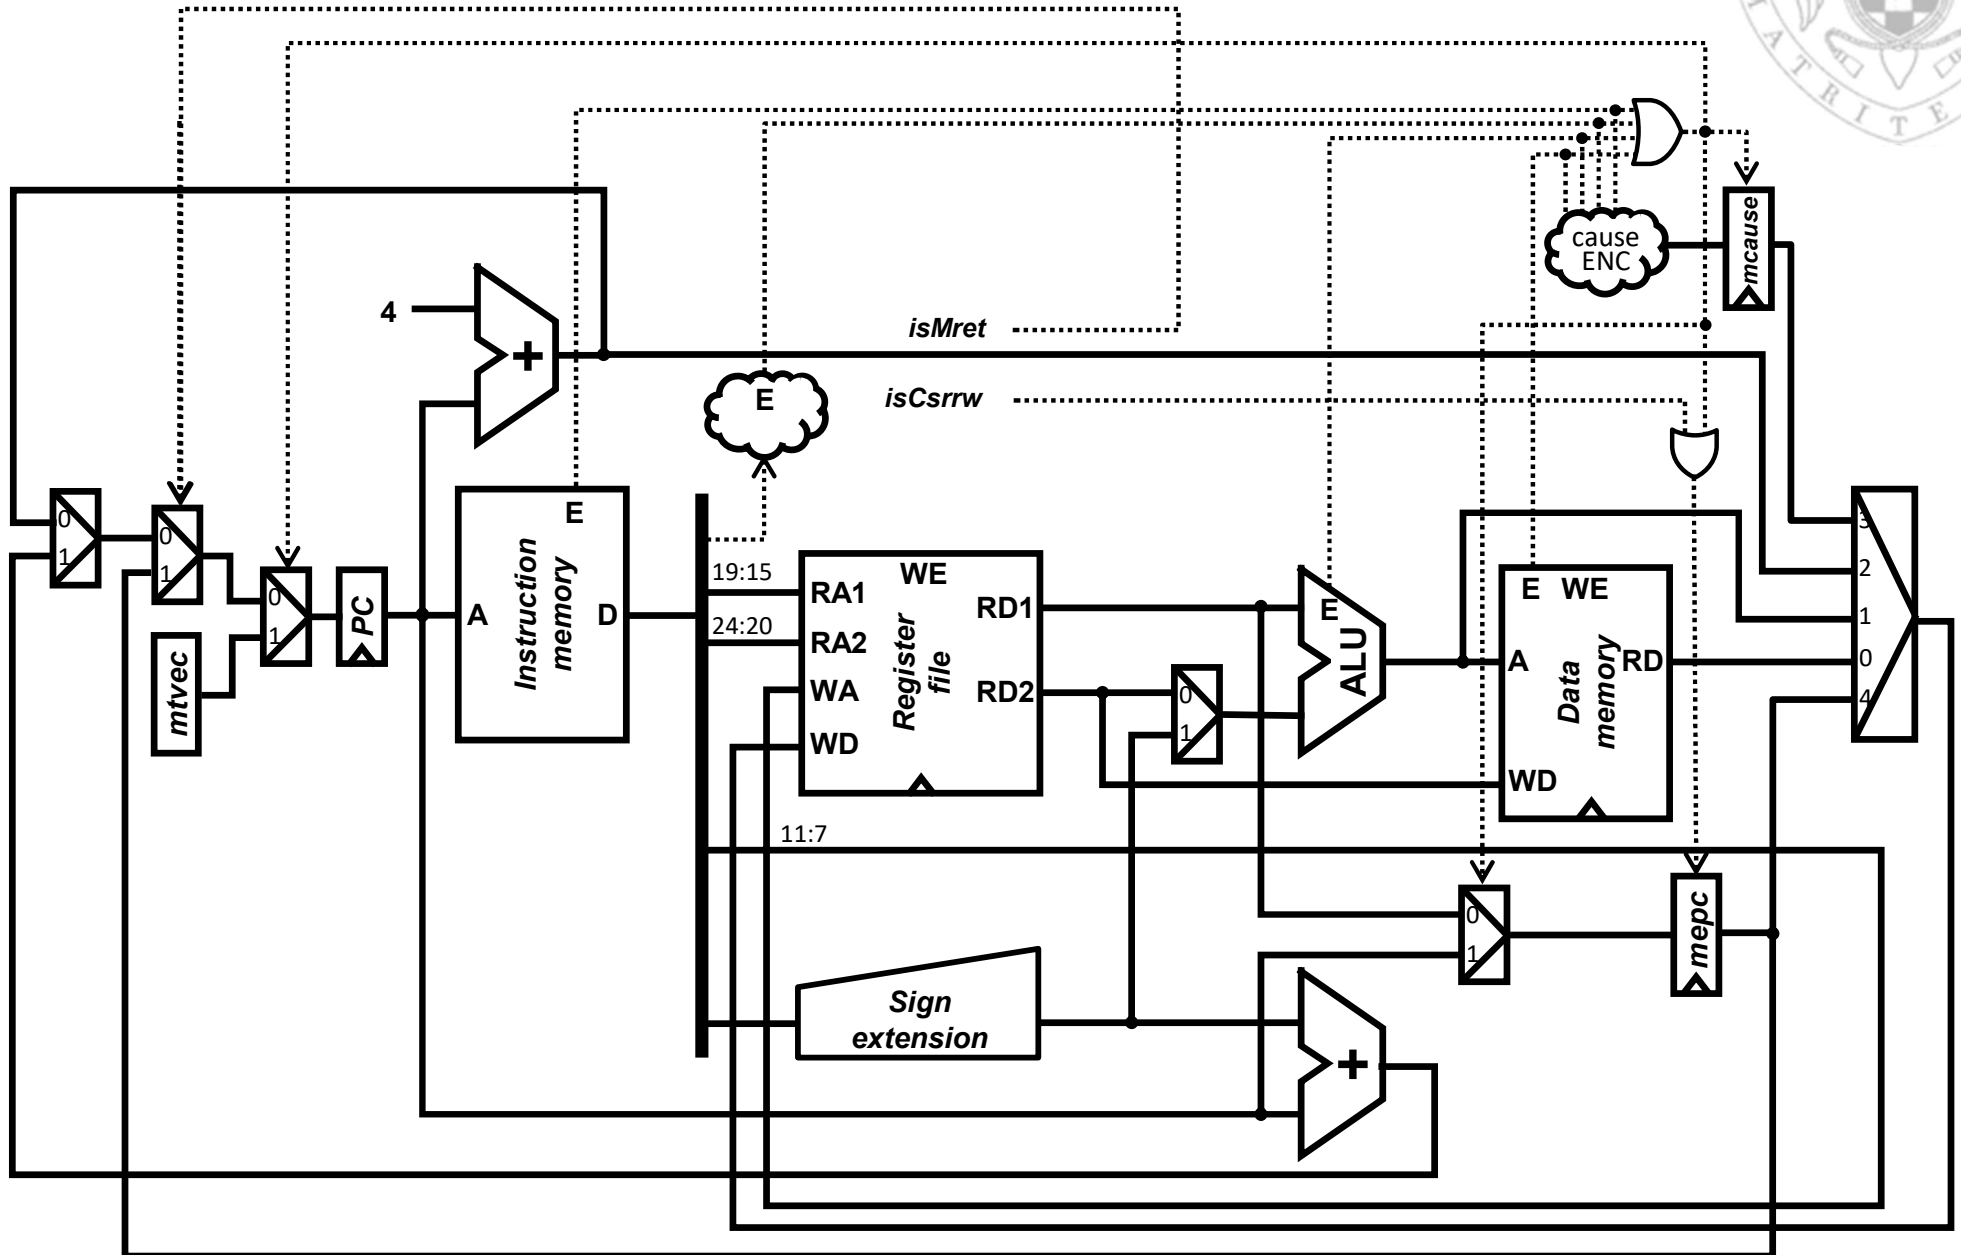 M A T R I T E
cause
ENC
mcause
4
+
isMret
E
isCsrrw
0
1
0
1
0
1
mtvec
PC
A
E
D
Instruction
memory
19:15
24:20
11:7
RA1
RA2
WA
WD
WE
Register
file
RD1
RD2
0
1
E
ALU
E WE
A
RD
Data
memory
WD
3
2
1
0
4
0
1
mepc
Sign
extension
+